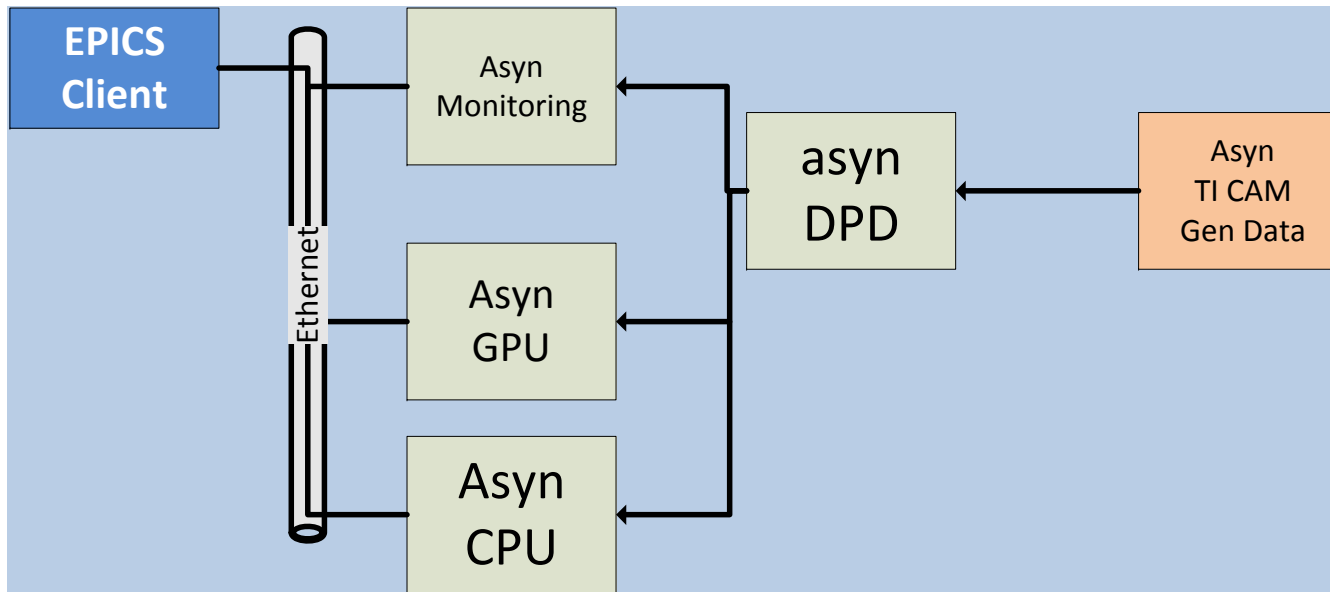 EPICS
Client
Asyn
Monitoring
asyn
DPD
Asyn
TI CAM
Gen Data
Ethernet
Asyn
GPU
Asyn
CPU